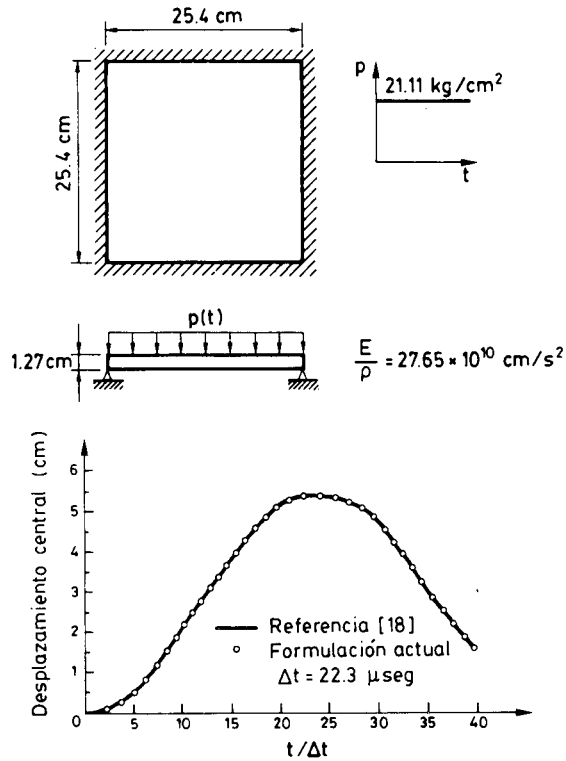 25.4 cm
25.4 cm
p
21.11 kg/cm²
t
p(t)
1.27cm
E/ρ = 27.65 × 10¹⁰ cm/s²
Desplazamiento central (cm)
6
5
4
3
2
1
0
0 5 10 15 20 25 30 35 40
t/Δt
Referencia [18]
Formulación actual
Δt = 22.3 μseg